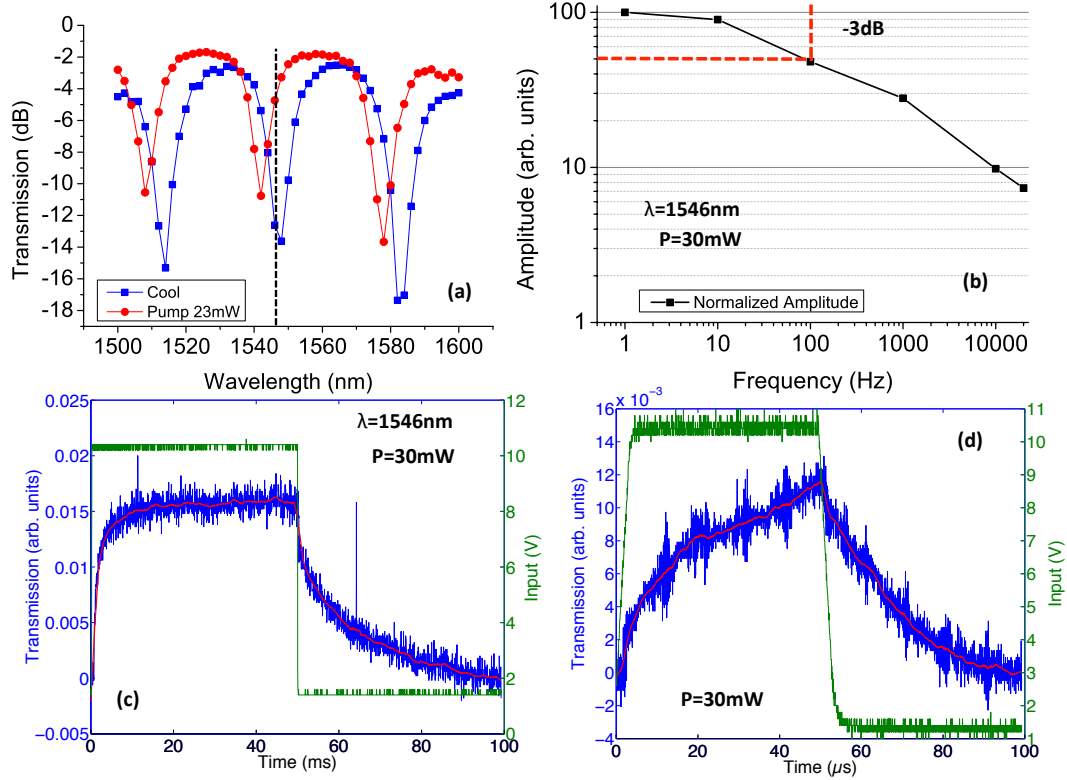 -2
-4
-6
-8
-10
-12
-14
-16
-18
Transmission (dB)
Cool
Pump 23mW
(a)
1500 1520 1540 1560 1580 1600
Wavelength (nm)
(b)
100
10
1
Amplitude (arb. units)
-3dB
λ=1546nm
P=30mW
Normalized Amplitude
1 10 100 1000 10000
Frequency (Hz)
0.025
0.02
0.015
0.01
0.005
0
−0.005
Transmission (arb. units)
λ=1546nm
P=30mW
(c)
12
10
8
6
4
2
0
Input (V)
0 20 40 60 80 100
Time (ms)
x 10⁻³
16
14
12
10
8
6
4
2
0
−2
−4
Transmission (arb. units)
(d)
P=30mW
11
10
9
8
7
6
5
4
3
2
1
Input (V)
0 20 40 60 80 100
Time (µs)